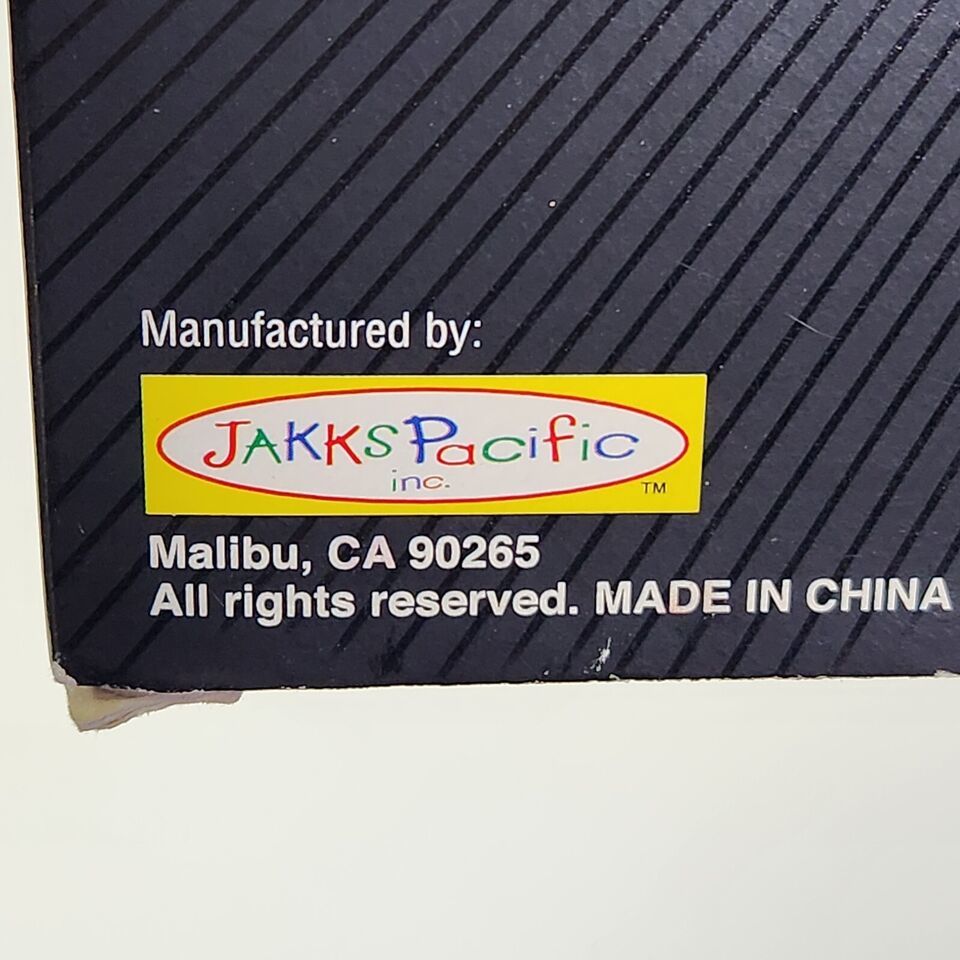 Manufactured by:
JAKKS Pacific
inc.
TM
Malibu, CA 90265
All rights reserved. MADE IN CHINA